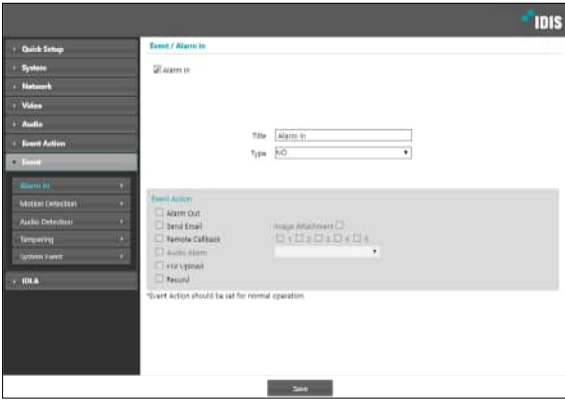 IDIS
Quick Setup
System
Network
Video
Audio
Event Action
Event
Alarm In
Motion Detection
Audio Detection
Tampering
System Event
IDLA
Event / Alarm In
Alarm In
Title Alarm In
Type NO
Event Action
Alarm Out
Send Email Image Attachment
Remote Callback 1 2 3 4 5
Audio Alarm
FTP Upload
Record
*Event Action should be set for normal operation.
Save